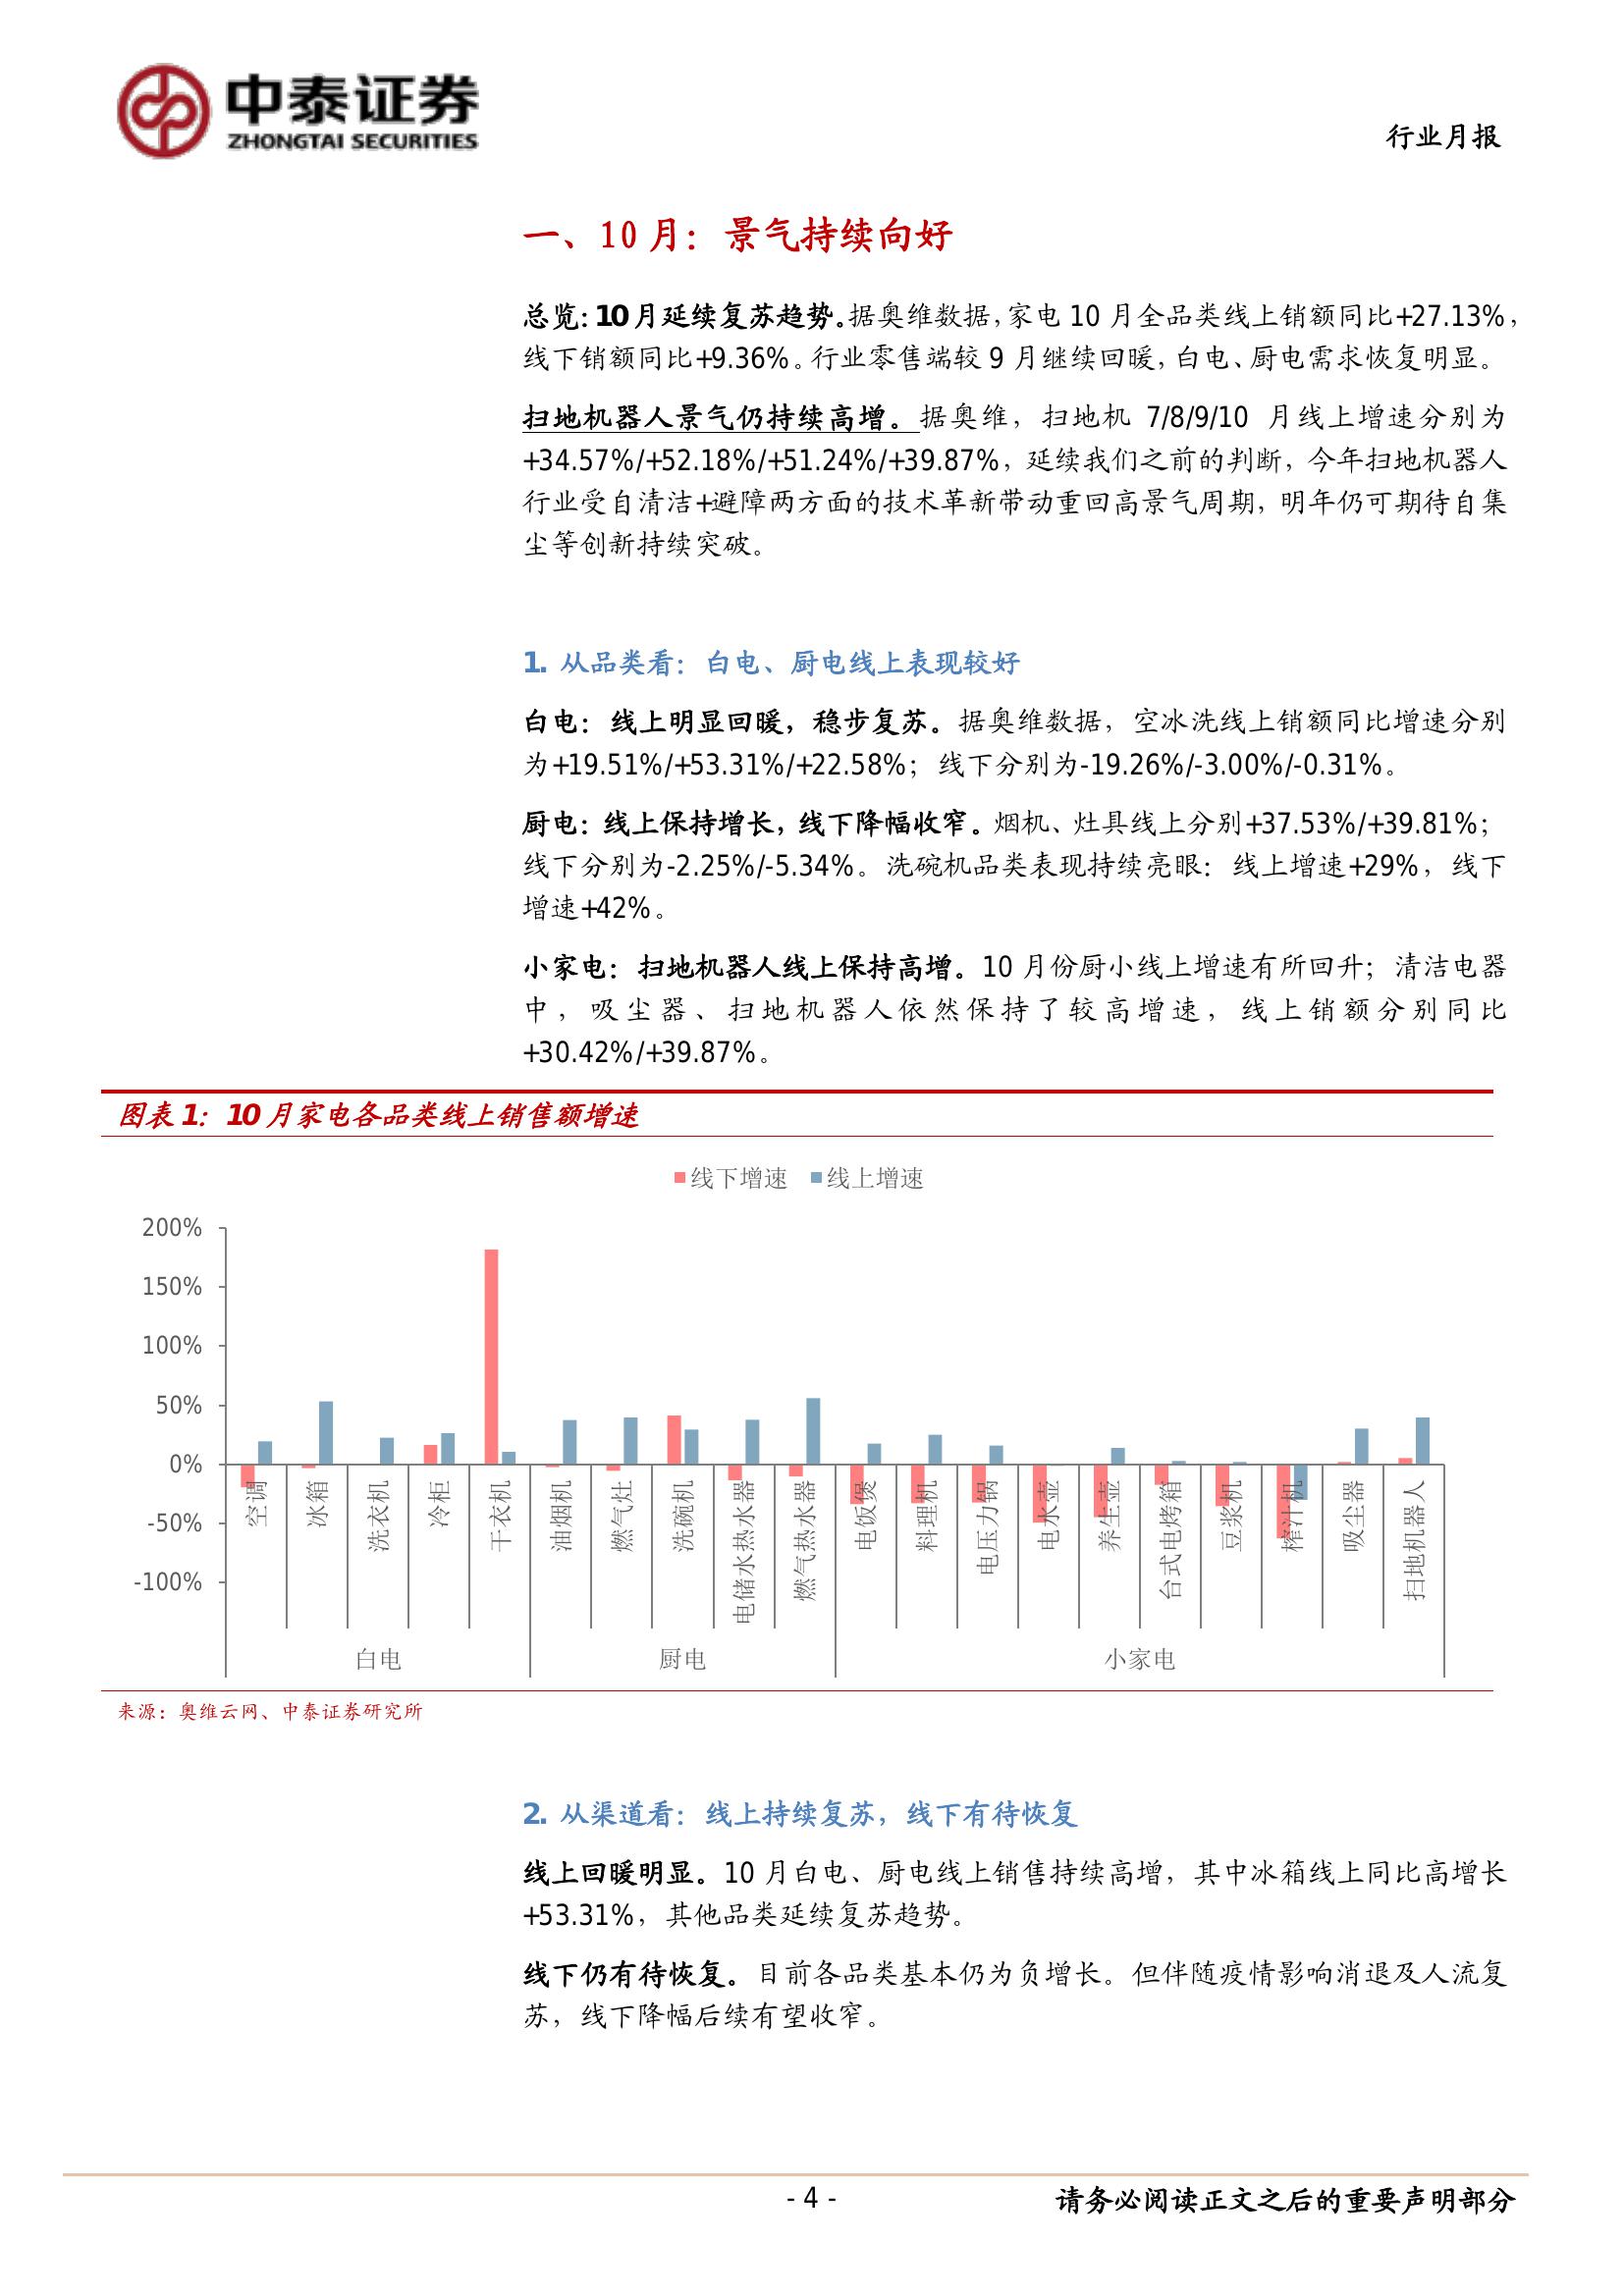 中泰证券
ZHONGTAI SECURITIES
行业月报
一、10 月：景气持续向好
总览：10 月延续复苏趋势。据奥维数据，家电 10 月全品类线上销额同比+27.13%，
线下销额同比+9.36%。行业零售端较 9 月继续回暖，白电、厨电需求恢复明显。
扫地机器人景气仍持续高增。据奥维，扫地机 7/8/9/10 月线上增速分别为
+34.57%/+52.18%/+51.24%/+39.87%，延续我们之前的判断，今年扫地机器人
行业受自清洁+避障两方面的技术革新带动重回高景气周期，明年仍可期待自集
尘等创新持续突破。
1. 从品类看：白电、厨电线上表现较好
白电：线上明显回暖，稳步复苏。据奥维数据，空冰洗线上销额同比增速分别
为+19.51%/+53.31%/+22.58%；线下分别为-19.26%/-3.00%/-0.31%。
厨电：线上保持增长，线下降幅收窄。烟机、灶具线上分别+37.53%/+39.81%；
线下分别为-2.25%/-5.34%。洗碗机品类表现持续亮眼：线上增速+29%，线下
增速+42%。
小家电：扫地机器人线上保持高增。10 月份厨小线上增速有所回升；清洁电器
中，吸尘器、扫地机器人依然保持了较高增速，线上销额分别同比
+30.42%/+39.87%。
图表 1：10 月家电各品类线上销售额增速
线下增速 线上增速
200%
150%
100%
50%
0%
-50%
-100%
空调
冰箱
洗衣机
冷柜
干衣机
油烟机
燃气灶
洗碗机
电储水热水器
燃气热水器
电饭煲
料理机
电压力锅
电水壶
养生壶
台式电烤箱
豆浆机
榨汁机
吸尘器
扫地机器人
白电
厨电
小家电
来源：奥维云网、中泰证券研究所
2. 从渠道看：线上持续复苏，线下有待恢复
线上回暖明显。10 月白电、厨电线上销售持续高增，其中冰箱线上同比高增长
+53.31%，其他品类延续复苏趋势。
线下仍有待恢复。目前各品类基本仍为负增长。但伴随疫情影响消退及人流复
苏，线下降幅后续有望收窄。
- 4 -
请务必阅读正文之后的重要声明部分